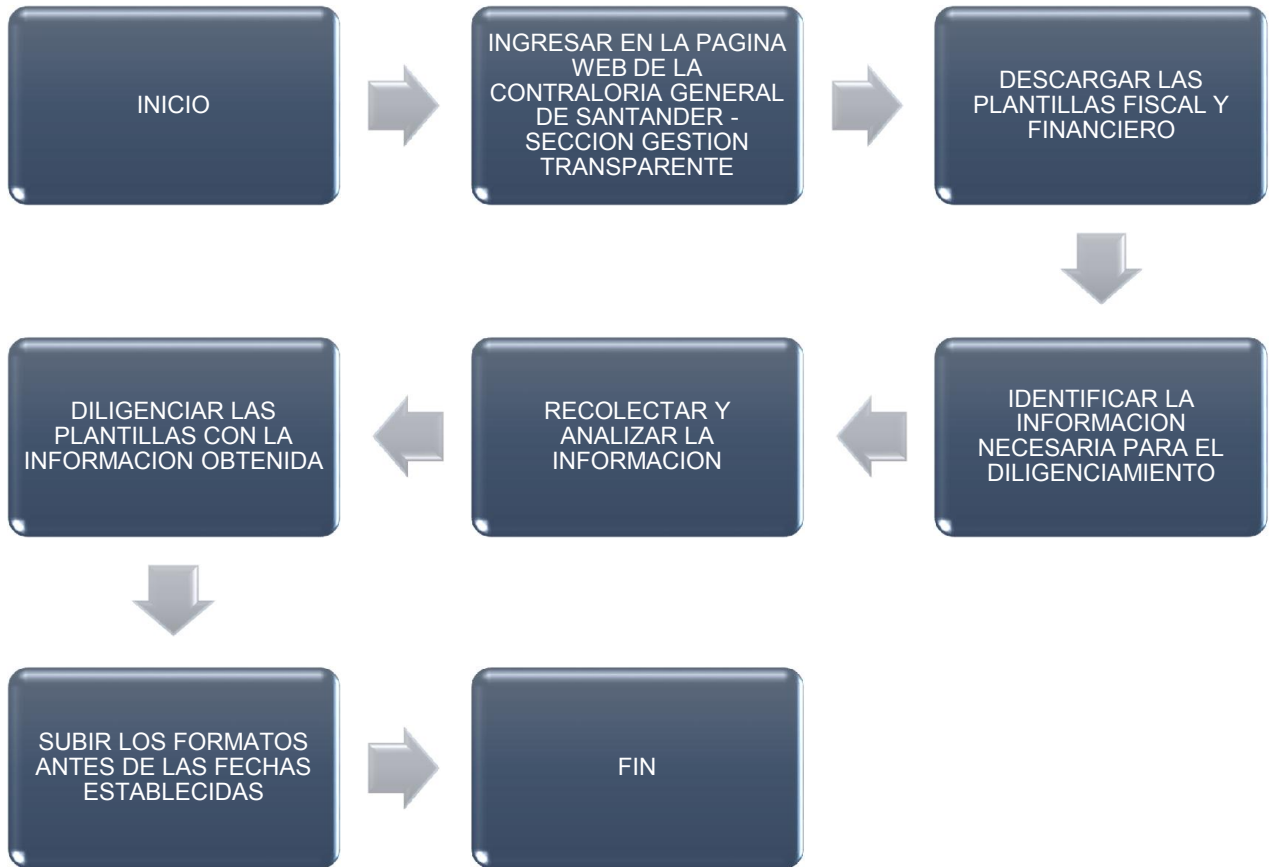 INICIO
INGRESAR EN LA PAGINA
WEB DE LA
CONTRALORIA GENERAL
DE SANTANDER -
SECCION GESTION
TRANSPARENTE
DESCARGAR LAS
PLANTILLAS FISCAL Y
FINANCIERO
IDENTIFICAR LA
INFORMACION
NECESARIA PARA EL
DILIGENCIAMIENTO
RECOLECTAR Y
ANALIZAR LA
INFORMACION
DILIGENCIAR LAS
PLANTILLAS CON LA
INFORMACION OBTENIDA
SUBIR LOS FORMATOS
ANTES DE LAS FECHAS
ESTABLECIDAS
FIN